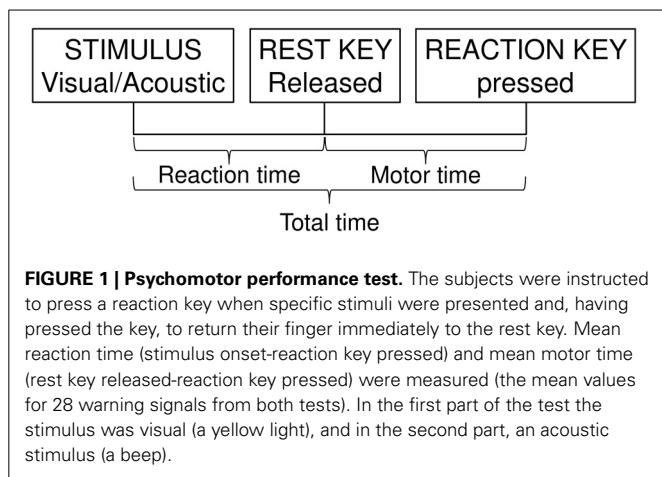 STIMULUS REST KEY REACTION KEY
Visual/Acoustic Released pressed
Reaction time Motor time
Total time
FIGURE 1 | Psychomotor performance test. The subjects were instructed
to press a reaction key when specific stimuli were presented and, having
pressed the key, to return their finger immediately to the rest key. Mean
reaction time (stimulus onset-reaction key pressed) and mean motor time
(rest key released-reaction key pressed) were measured (the mean values
for 28 warning signals from both tests). In the first part of the test the
stimulus was visual (a yellow light), and in the second part, an acoustic
stimulus (a beep).